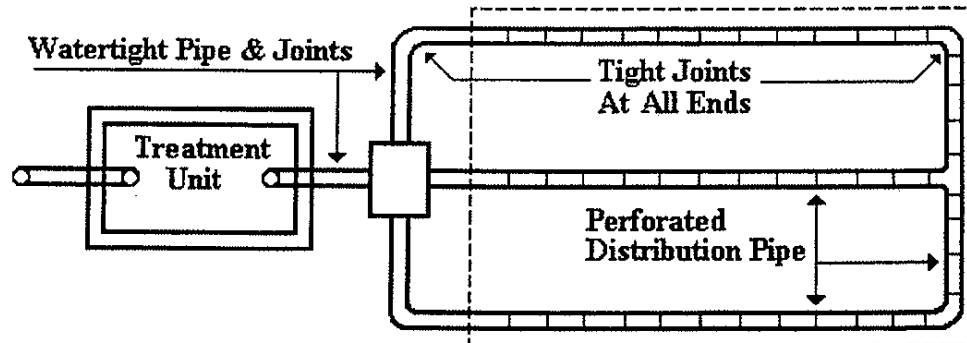 Watertight Pipe & Joints
Tight Joints
At All Ends
Treatment
Unit
Perforated
Distribution Pipe